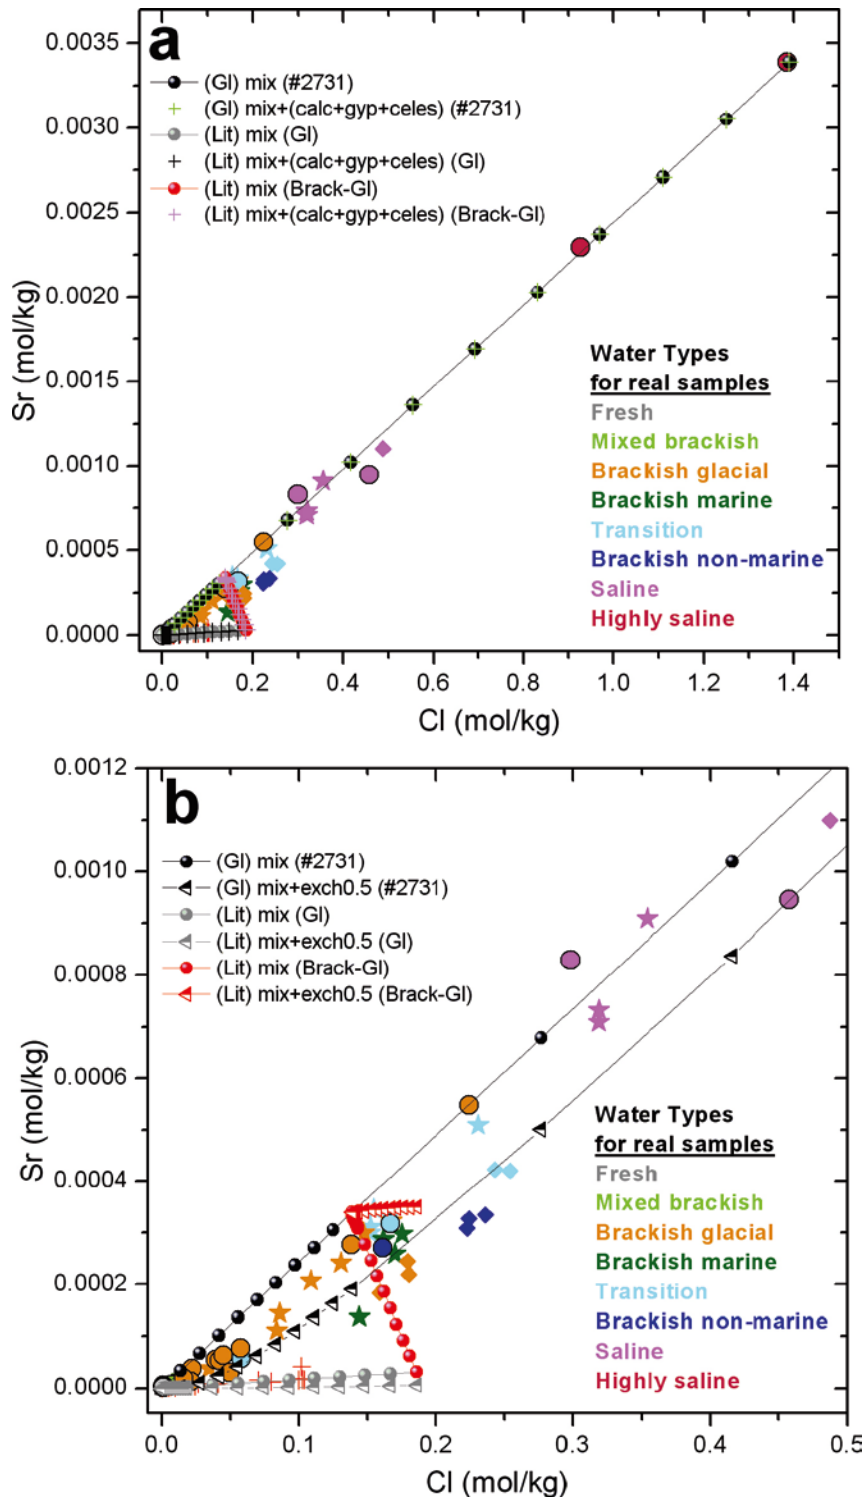 a
0.0035
0.0030
0.0025
0.0020
0.0015
0.0010
0.0005
0.0000
Sr (mol/kg)
(Gl) mix (#2731)
(Gl) mix+(calc+gyp+celes) (#2731)
(Lit) mix (Gl)
(Lit) mix+(calc+gyp+celes) (Gl)
(Lit) mix (Brack-Gl)
(Lit) mix+(calc+gyp+celes) (Brack-Gl)
Water Types
for real samples
Fresh
Mixed brackish
Brackish glacial
Brackish marine
Transition
Brackish non-marine
Saline
Highly saline
0.0 0.2 0.4 0.6 0.8 1.0 1.2 1.4
Cl (mol/kg)
b
0.0012
0.0010
0.0008
0.0006
0.0004
0.0002
0.0000
Sr (mol/kg)
(Gl) mix (#2731)
(Gl) mix+exch0.5 (#2731)
(Lit) mix (Gl)
(Lit) mix+exch0.5 (Gl)
(Lit) mix (Brack-Gl)
(Lit) mix+exch0.5 (Brack-Gl)
Water Types
for real samples
Fresh
Mixed brackish
Brackish glacial
Brackish marine
Transition
Brackish non-marine
Saline
Highly saline
0.0 0.1 0.2 0.3 0.4 0.5
Cl (mol/kg)